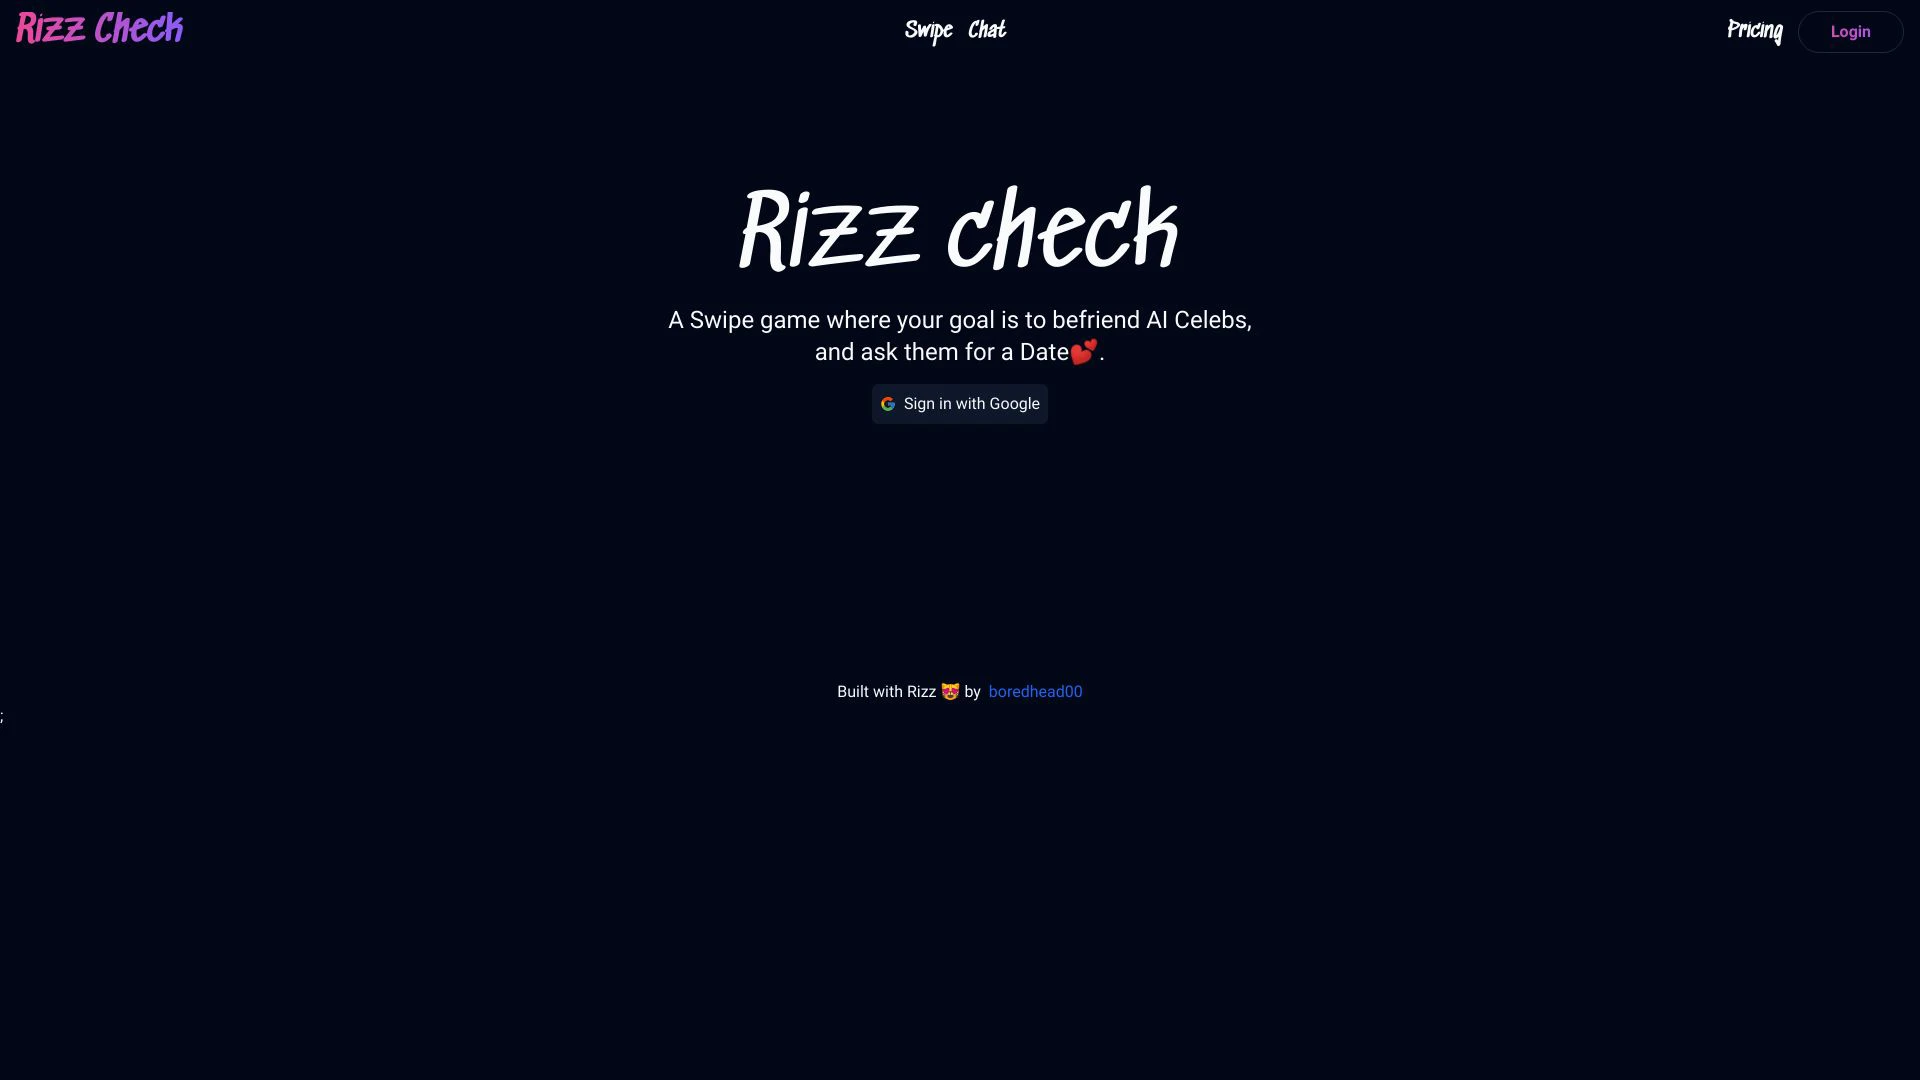 Rizz Check
Swipe Chat
Pricing
Login
Rizz check
A Swipe game where your goal is to befriend AI Celebs,
and ask them for a Date💕.
Sign in with Google
Built with Rizz 😻 by boredhead00
;